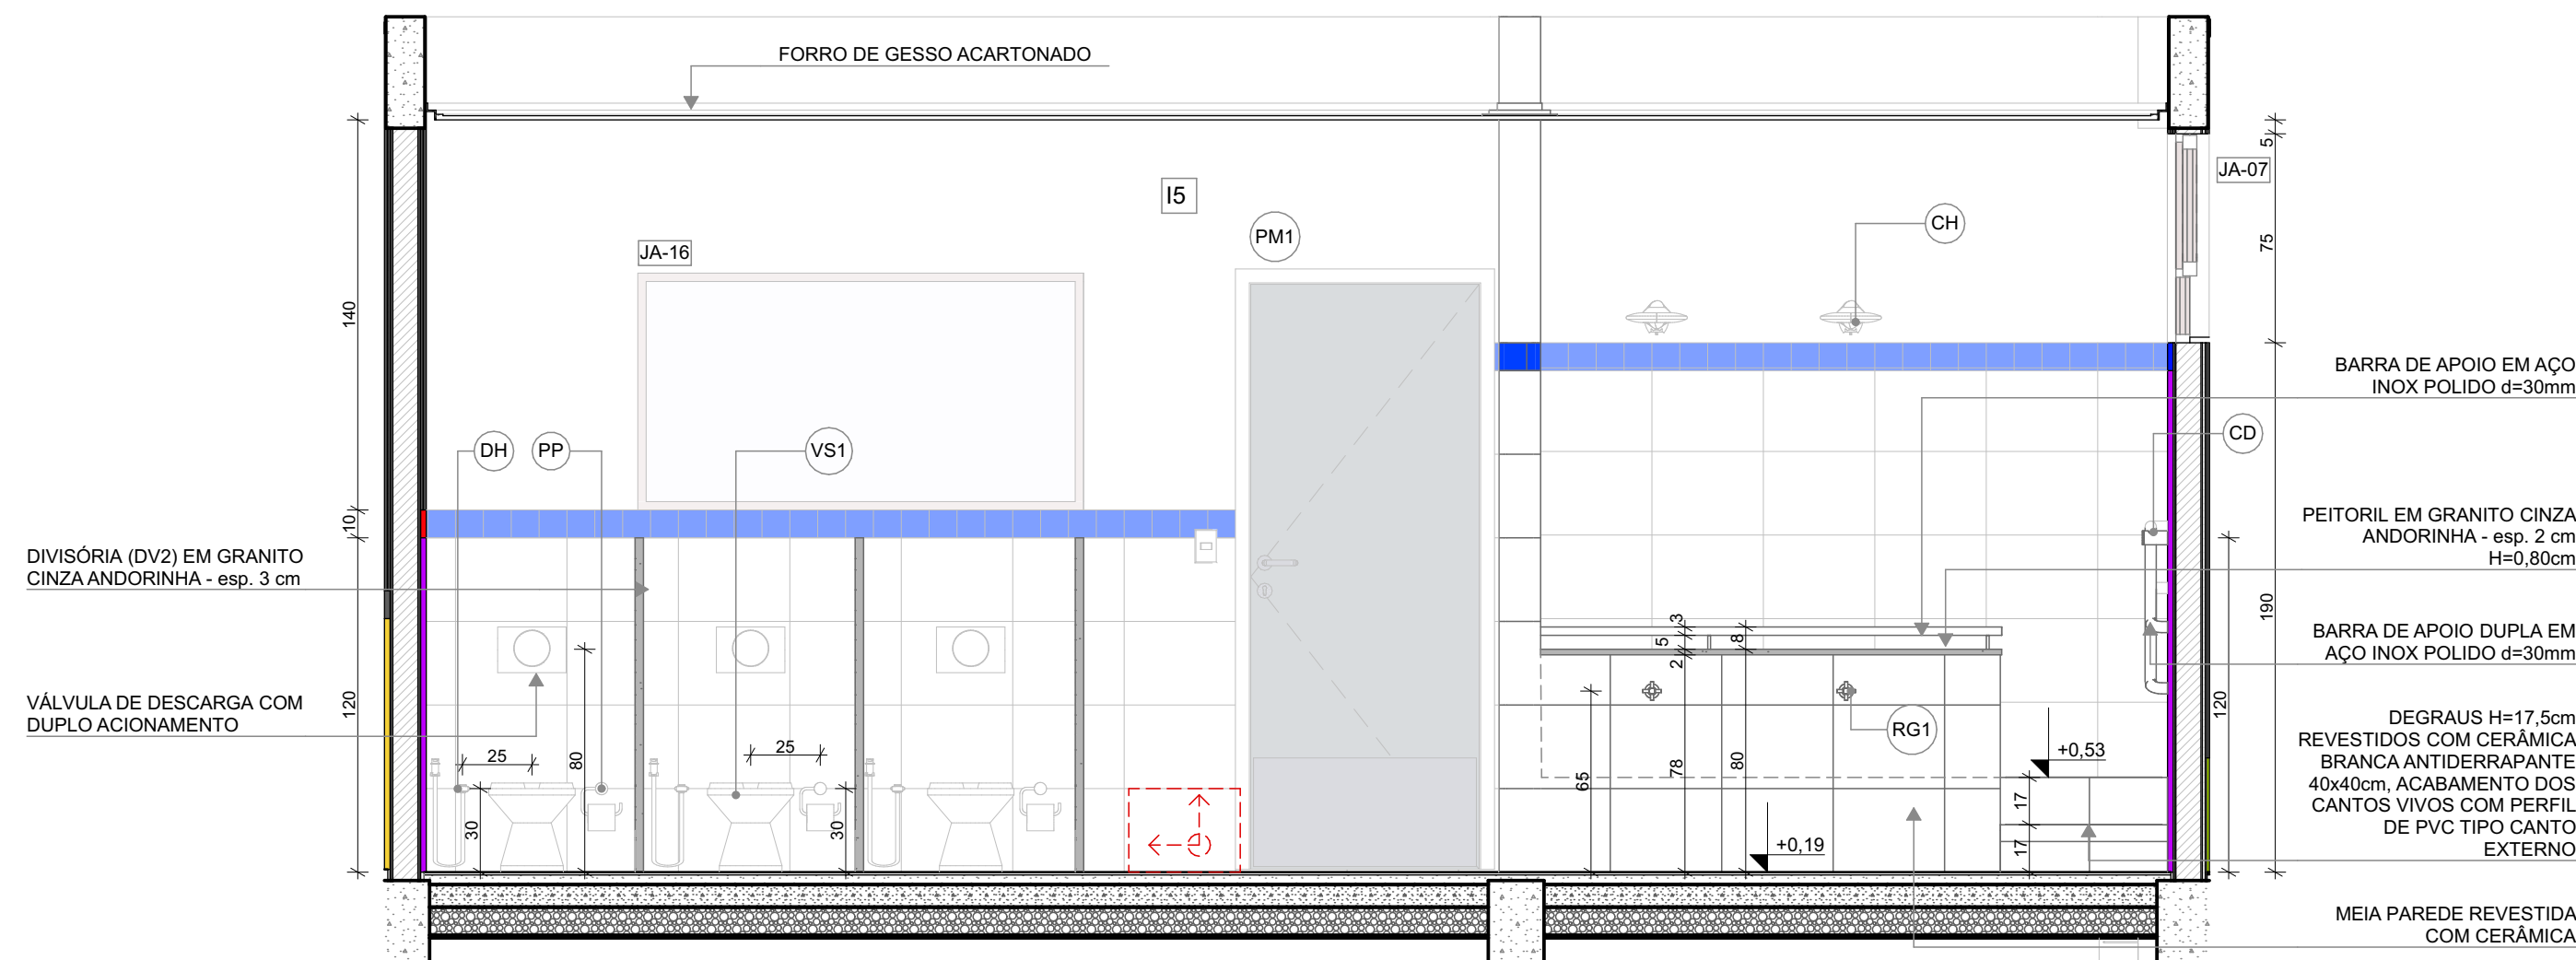 FORRO DE GESSO ACARTONADO
I5
JA-07
JA-16
PM1
CH
5
75
140
BARRA DE APOIO EM AÇO
INOX POLIDO d=30mm
DH
PP
VS1
CD
10
PEITORIL EM GRANITO CINZA
ANDORINHA - esp. 2 cm
H=0,80cm
DIVISÓRIA (DV2) EM GRANITO
CINZA ANDORINHA - esp. 3 cm
190
3
5
8
2
BARRA DE APOIO DUPLA EM
AÇO INOX POLIDO d=30mm
VÁLVULA DE DESCARGA COM
DUPLO ACIONAMENTO
120
120
RG1
DEGRAUS H=17,5cm
REVESTIDOS COM CERÂMICA
BRANCA ANTIDERRAPANTE
40x40cm, ACABAMENTO DOS
CANTOS VIVOS COM PERFIL
DE PVC TIPO CANTO
EXTERNO
25
25
80
65
78
80
+0,53
30
30
17
17
+0,19
MEIA PAREDE REVESTIDA
COM CERÂMICA